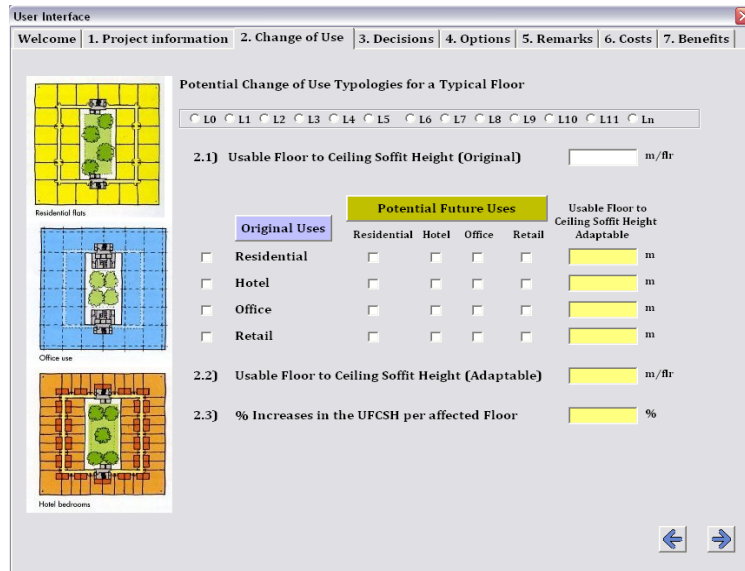 User Interface
Welcome 1. Project information 2. Change of Use 3. Decisions 4. Options 5. Remarks 6. Costs 7. Benefits
Potential Change of Use Typologies for a Typical Floor
L0 L1 L2 L3 L4 L5 L6 L7 L8 L9 L10 L11 Ln
2.1) Usable Floor to Ceiling Soffit Height (Original) m/flr
Residential flats
Original Uses
Potential Future Uses
Residential Hotel Office Retail
Usable Floor to
Ceiling Soffit Height
Adaptable
Residential m
Hotel m
Office m
Retail m
Office use
2.2) Usable Floor to Ceiling Soffit Height (Adaptable) m/flr
2.3) % Increases in the UFCSH per affected Floor %
Hotel bedrooms